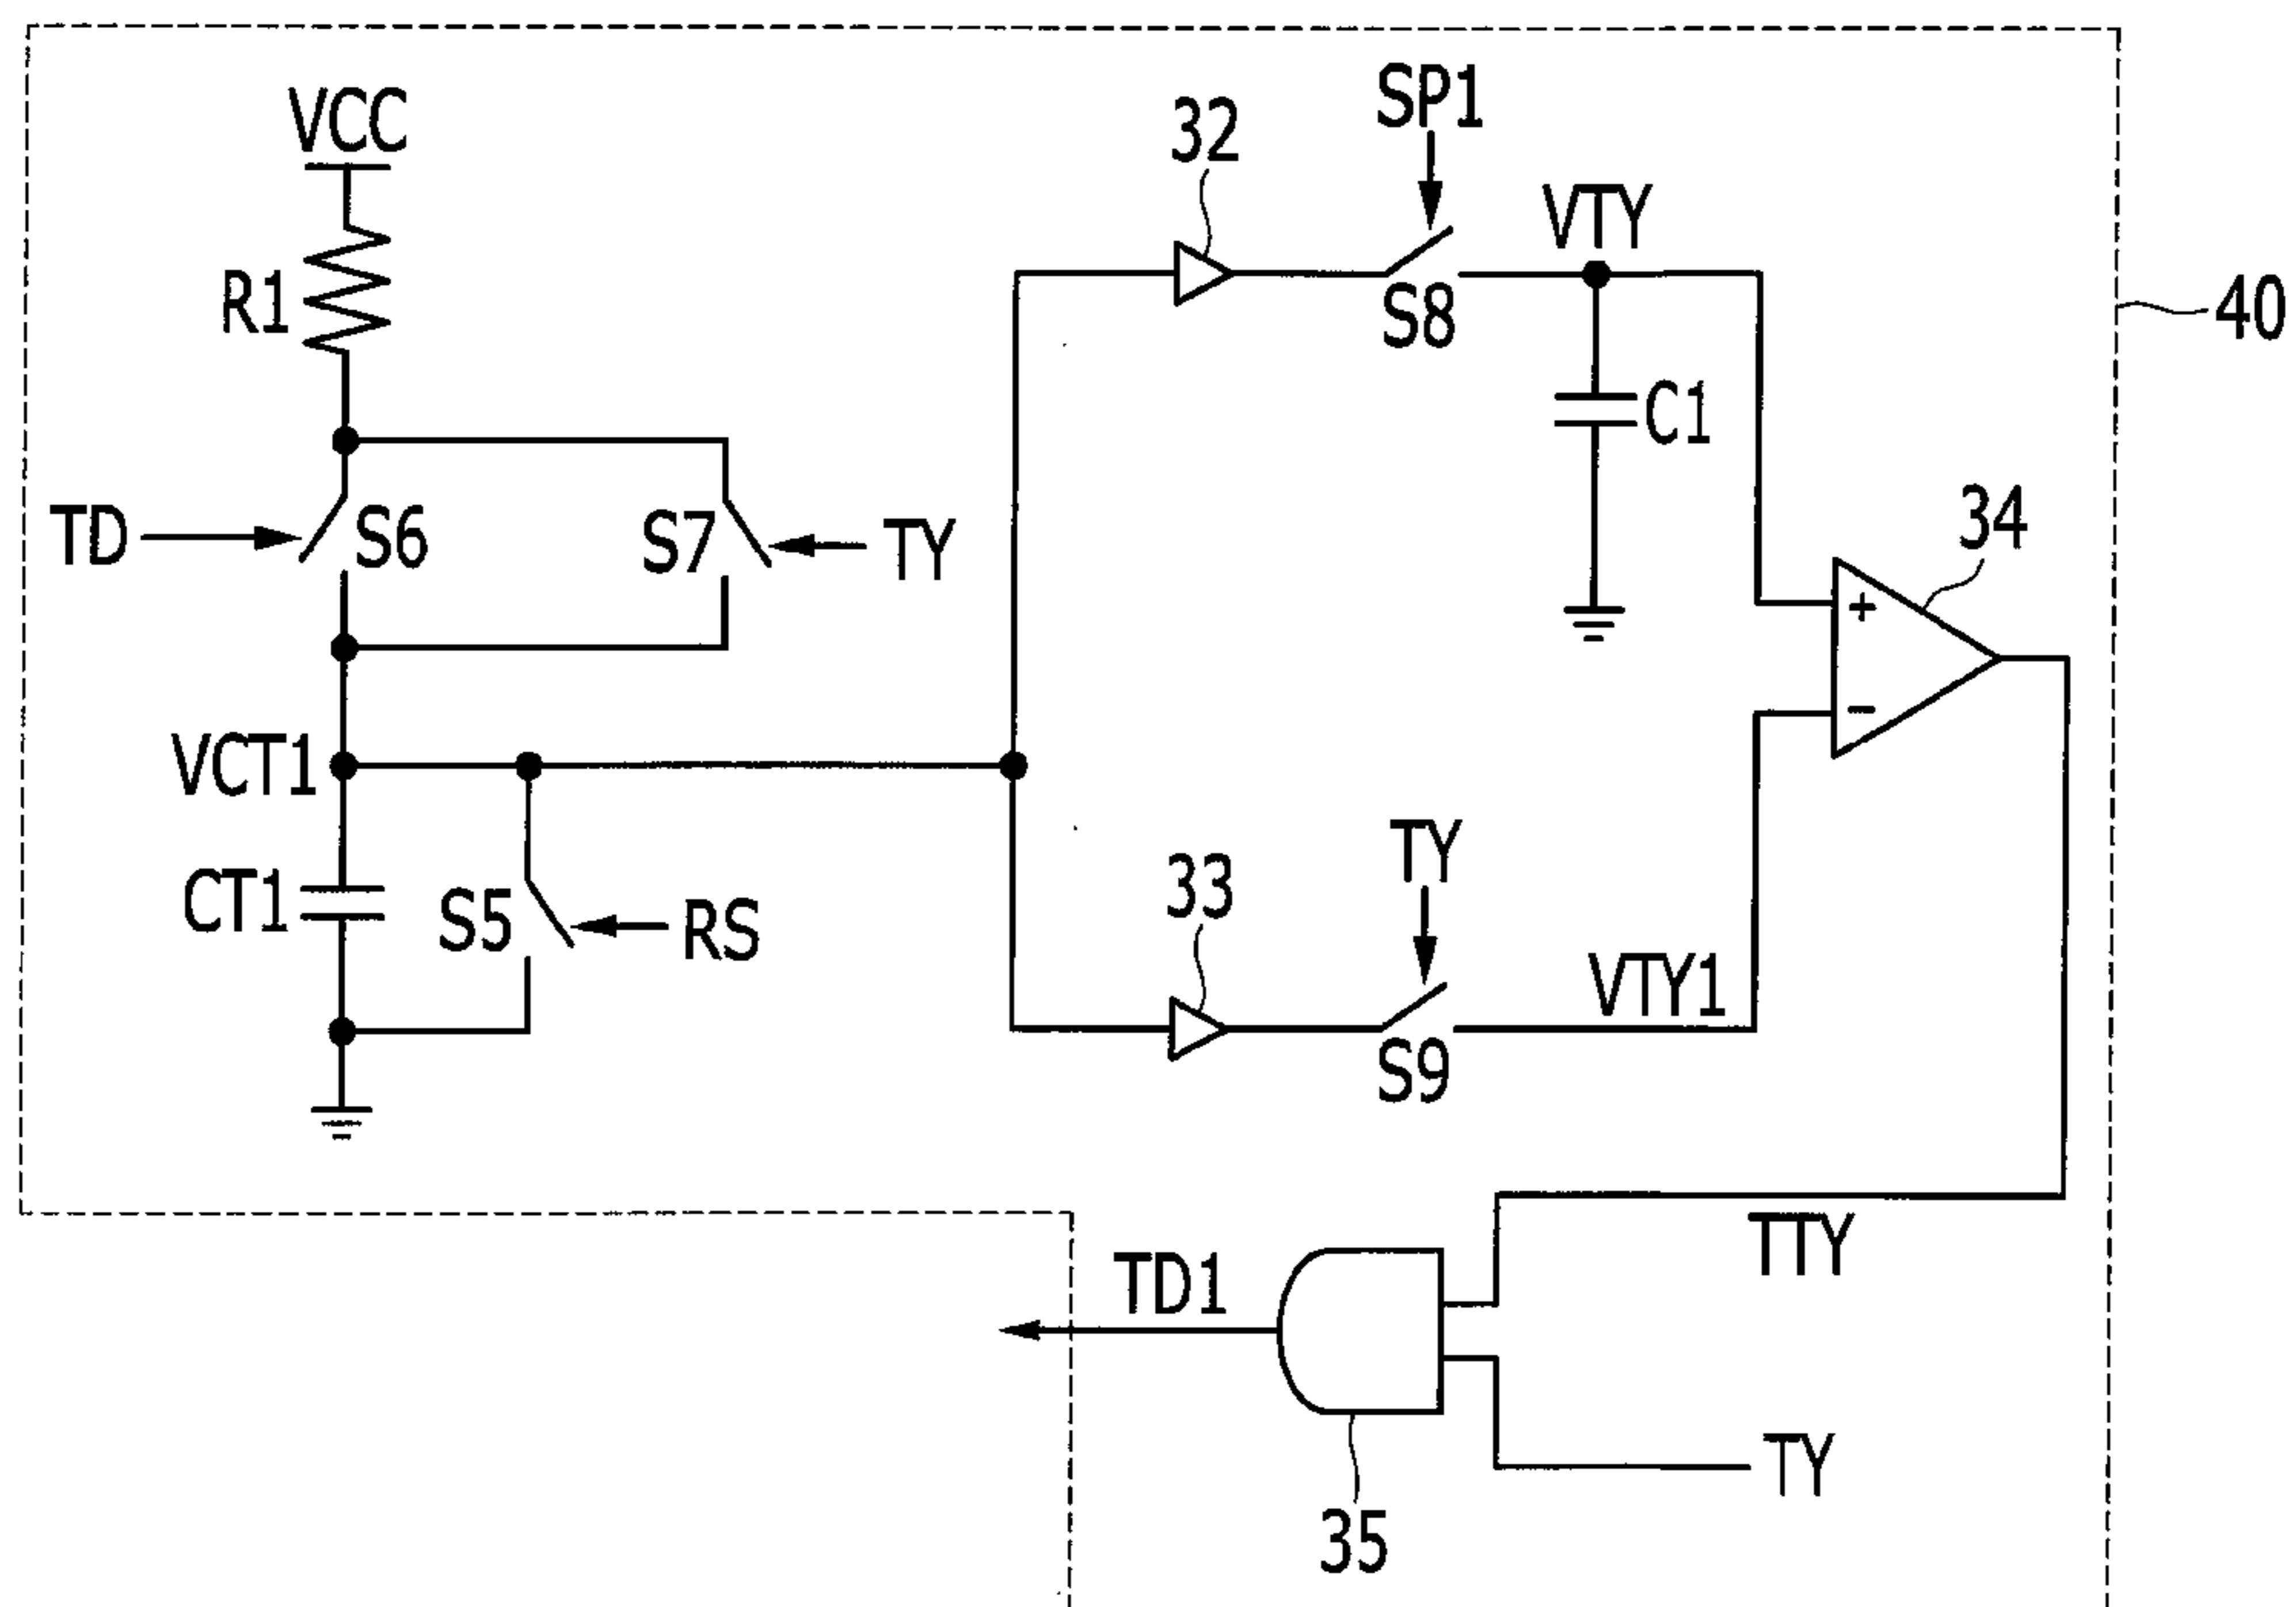 SP1
VCC
32
VTY
R1
S8
40
C1
TD
S6
S7
TY
34
+
-
VCT1
TY
33
CT1
S5
RS
VTY1
S9
TTY
TD1
TY
35